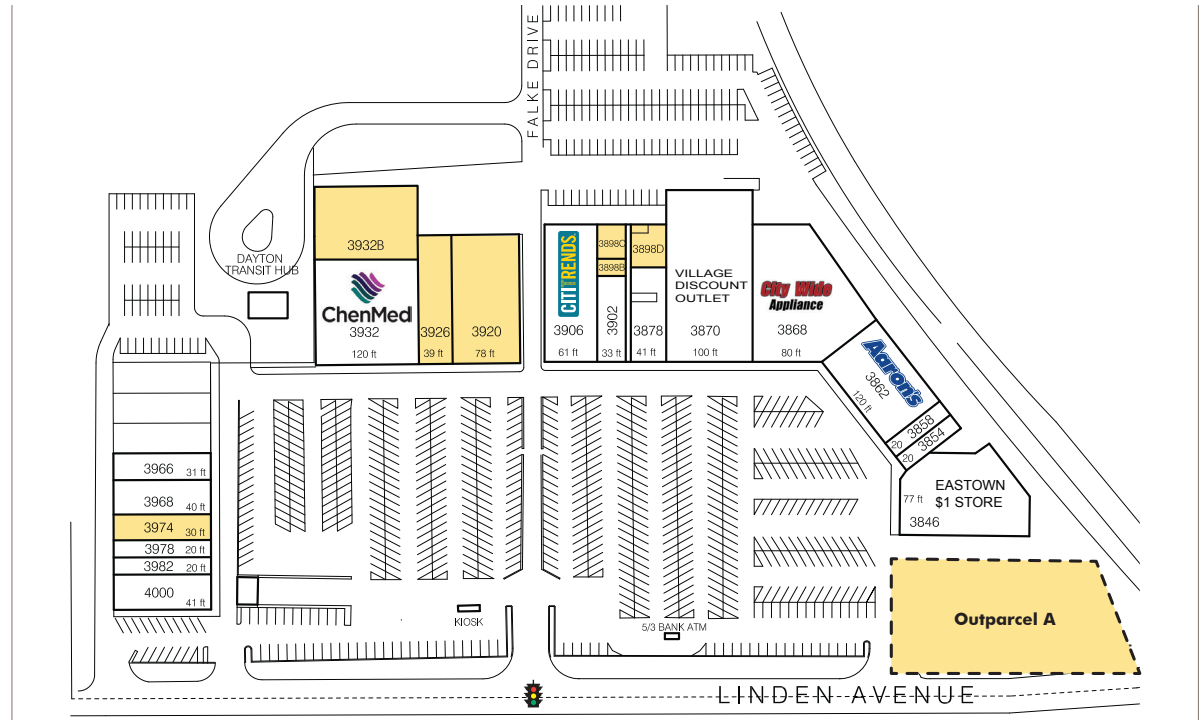 FALKE DRIVE
DAYTON
TRANSIT HUB
3932B
ChenMed
3932
120 ft
3926
39 ft
3920
78 ft
CITITRENDS
3906
61 ft
3898C
3898B
3902
33 ft
3898D
3878
41 ft
VILLAGE
DISCOUNT
OUTLET
3870
100 ft
City Wide
Appliance
3868
80 ft
Aaron's
3862
120 ft
3858
20
3854
20
EASTOWN
$1 STORE
77 ft
3846
3966 31 ft
3968 40 ft
3974 30 ft
3978 20 ft
3982 20 ft
4000 41 ft
KIOSK
5/3 BANK ATM
Outparcel A
LINDEN AVENUE